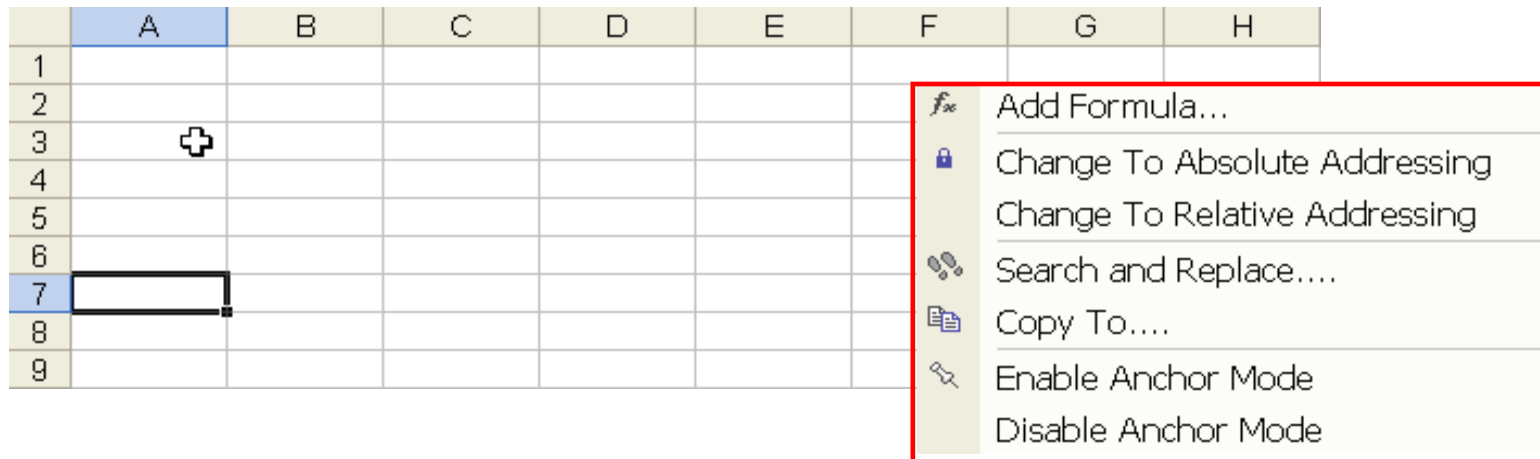 A B C D E F G H
1
2
Add Formula...
3
Change To Absolute Addressing
4
5
Change To Relative Addressing
6
Search and Replace....
7
8
Copy To....
9
Enable Anchor Mode
Disable Anchor Mode